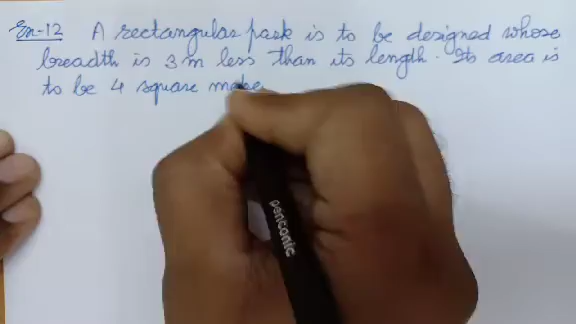 Ex-12 A rectangular park is to be designed whose
breadth is 3 m less than its length. Its area is
to be 4 square metre
pentonic